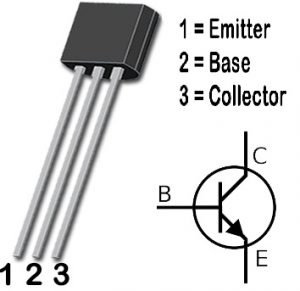 1 = Emitter
2 = Base
3 = Collector
C
B
E
1 2 3